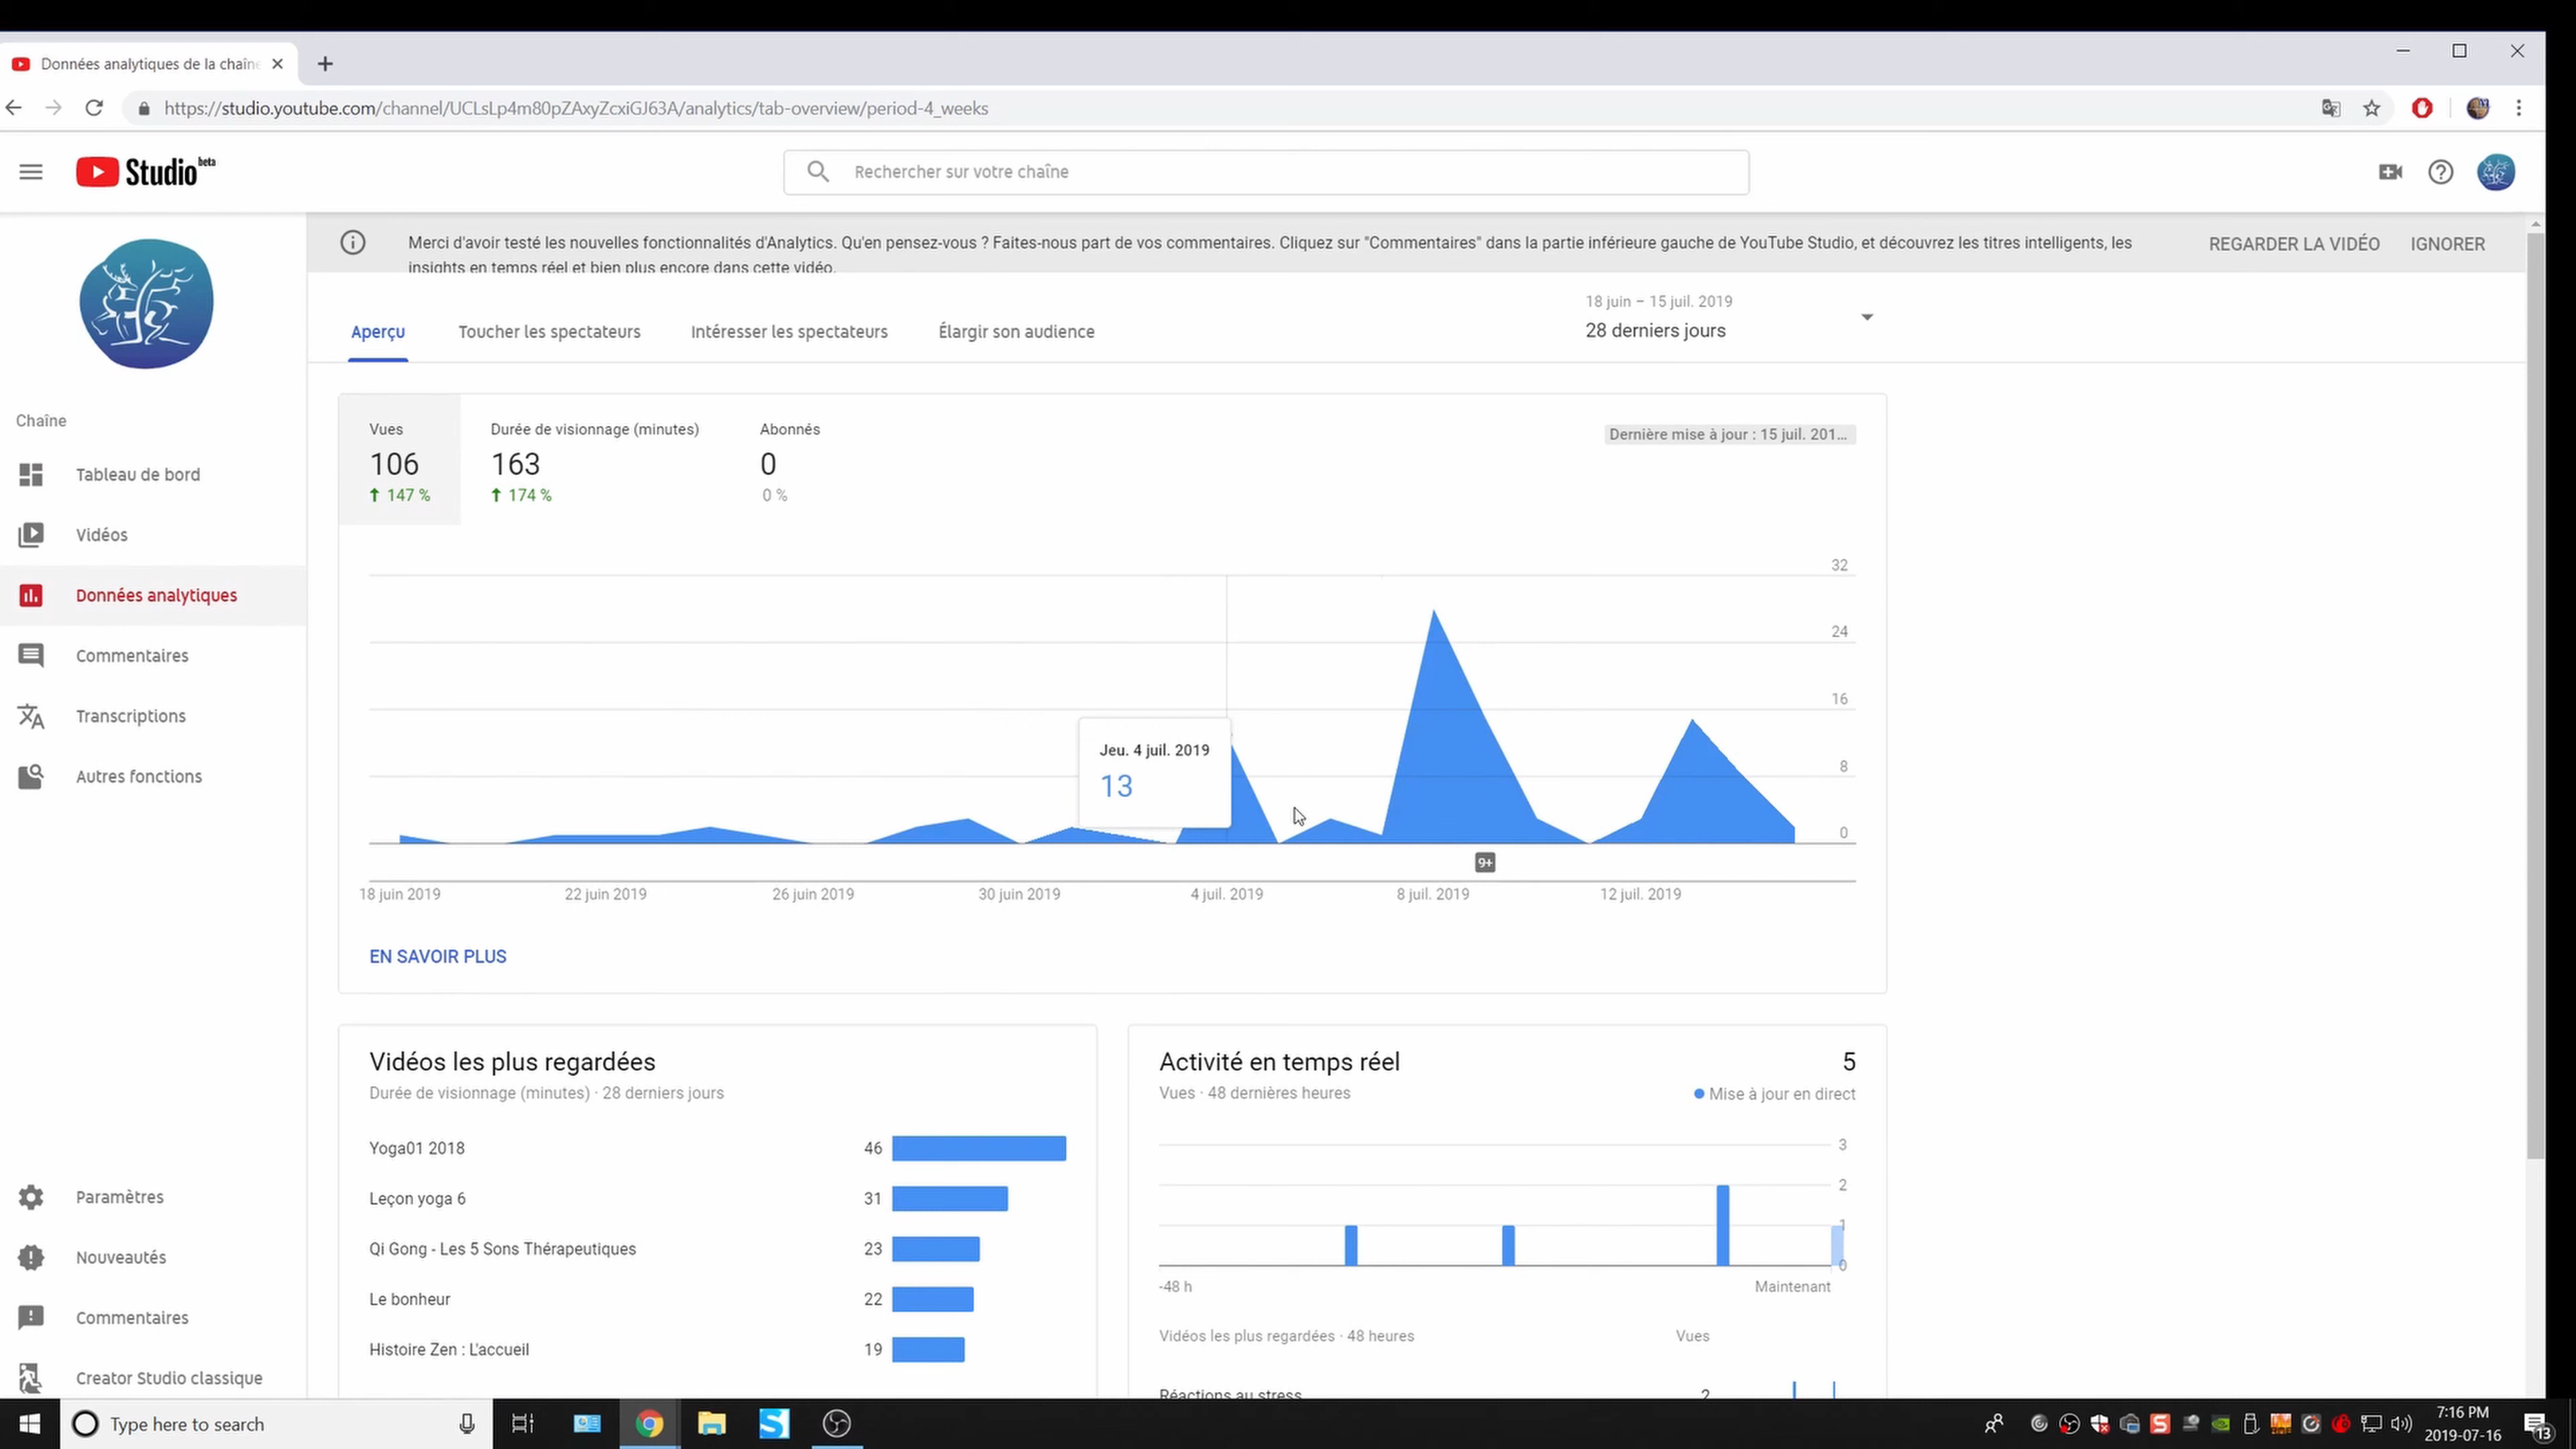 Données analytiques de la chaîne
https://studio.youtube.com/channel/UCLsLp4m80pZAxyZcxiGJ63A/analytics/tab-overview/period-4_weeks
Studio beta
Rechercher sur votre chaîne
Merci d'avoir testé les nouvelles fonctionnalités d'Analytics. Qu'en pensez-vous ? Faites-nous part de vos commentaires. Cliquez sur "Commentaires" dans la partie inférieure gauche de YouTube Studio, et découvrez les titres intelligents, les
insights en temps réel et bien plus encore dans cette vidéo.
REGARDER LA VIDÉO IGNORER
Aperçu Toucher les spectateurs Intéresser les spectateurs Élargir son audience
18 juin – 15 juil. 2019
28 derniers jours
Chaîne
Tableau de bord
Vidéos
Données analytiques
Commentaires
Transcriptions
Autres fonctions
Paramètres
Nouveautés
Commentaires
Creator Studio classique
Vues
106
147 %
Durée de visionnage (minutes)
163
174 %
Abonnés
0
0 %
Dernière mise à jour : 15 juil. 201...
32
24
16
8
0
Jeu. 4 juil. 2019
13
9+
18 juin 2019 22 juin 2019 26 juin 2019 30 juin 2019 4 juil. 2019 8 juil. 2019 12 juil. 2019
EN SAVOIR PLUS
Vidéos les plus regardées
Durée de visionnage (minutes) · 28 derniers jours
Yoga01 2018 46
Leçon yoga 6 31
Qi Gong - Les 5 Sons Thérapeutiques 23
Le bonheur 22
Histoire Zen : L'accueil 19
Activité en temps réel 5
Vues · 48 dernières heures
Mise à jour en direct
3
2
1
0
-48 h Maintenant
Vidéos les plus regardées · 48 heures Vues
Réactions au stress 2
Type here to search
7:16 PM
2019-07-16
13